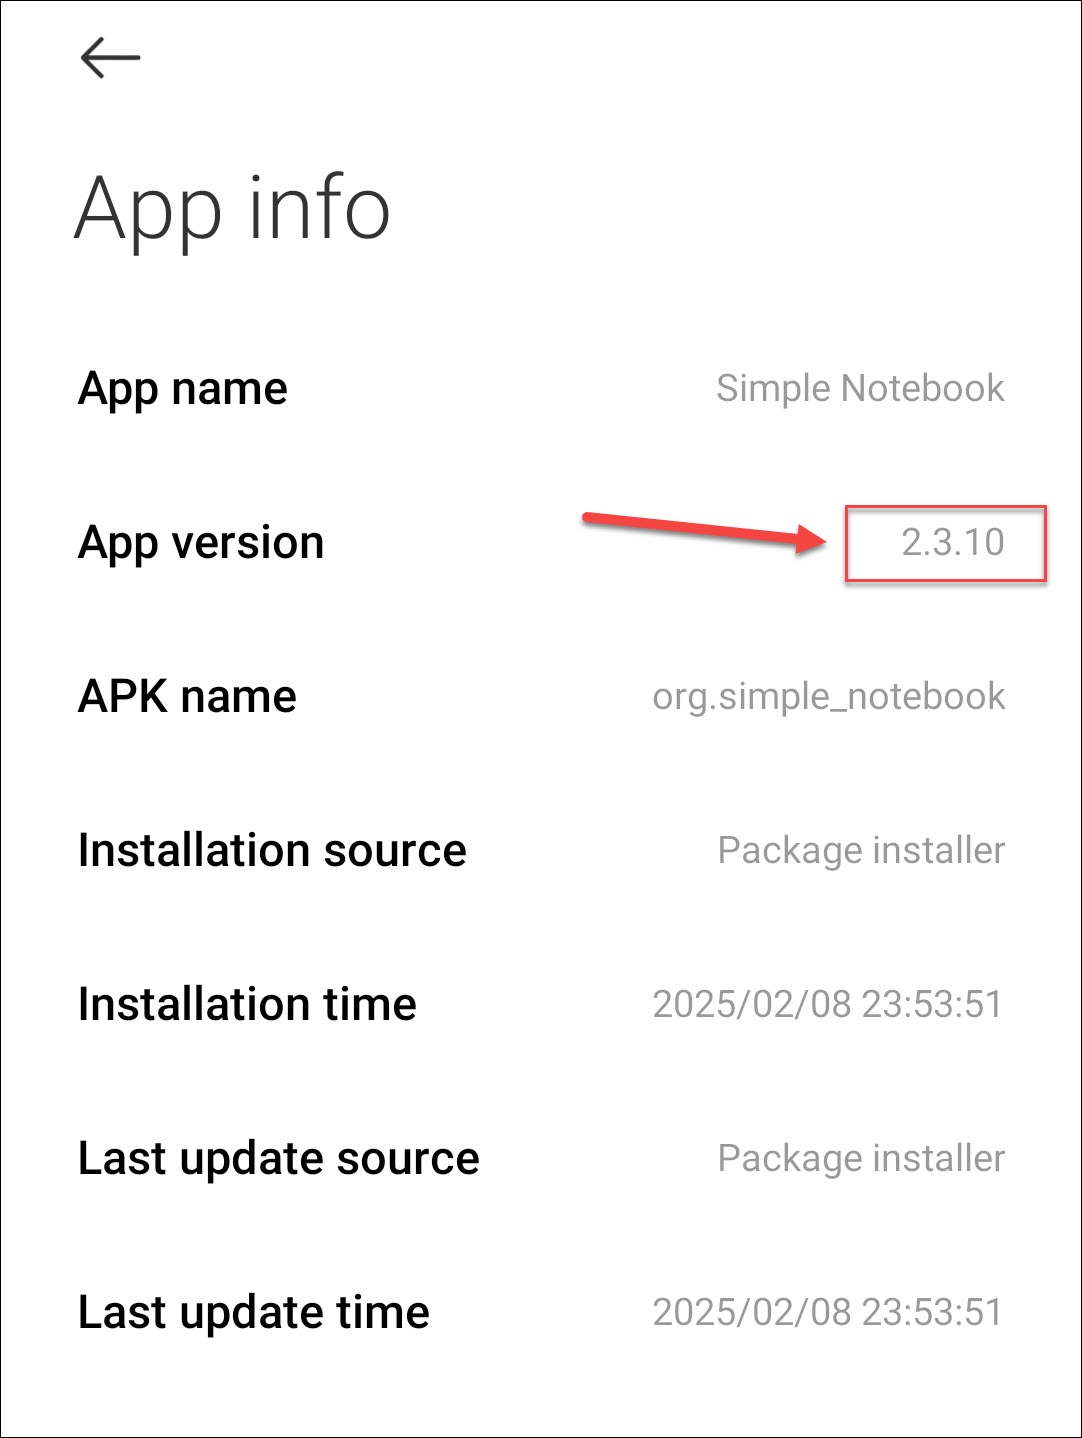 App info
App name Simple Notebook
App version 2.3.10
APK name org.simple_notebook
Installation source Package installer
Installation time 2025/02/08 23:53:51
Last update source Package installer
Last update time 2025/02/08 23:53:51